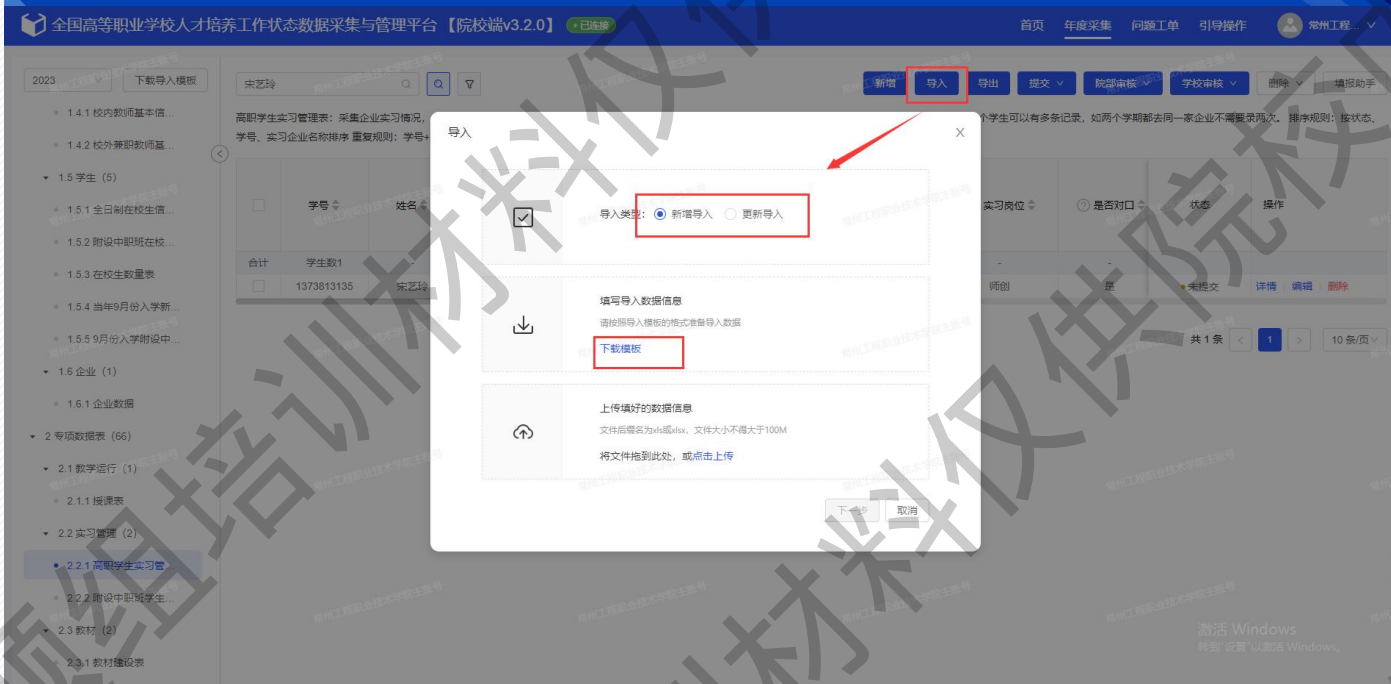 全国高等职业学校人才培养工作状态数据采集与管理平台【院校端v3.2.0】 •已连接 首页 年度采集 问题工单 引导操作 常州工程...
2023 下载导入模板 宋艺玲 新增 导入 导出 提交 院部审核 学校审核 删除 填报助手
1.4.1 校内教师基本信...
1.4.2 校外兼职教师基...
1.5 学生 (5)
1.5.1 全日制在校生信...
1.5.2 附设中职班在校...
1.5.3 在校生数量表
1.5.4 当年9月份入学新...
1.5.5 9月份入学附设中...
1.6 企业 (1)
1.6.1 企业数据
2 专项数据表 (66)
2.1 教学运行 (1)
2.1.1 授课表
2.2 实习管理 (2)
2.2.1 高职学生实习管...
2.2.2 附设中职班学生...
2.3 教材 (2)
2.3.1 教材建设表
高职学生实习管理表：采集企业实习情况， 个学生可以有多条记录，如两个学期都去同一家企业不需要录两次。 排序规则：按状态、
学号、实习企业名称排序 重复规则：学号+
学号 姓名 实习岗位 是否对口 状态 操作
合计 学生数1 - - -
1373813135 宋艺玲 师创 是 未提交 详情 编辑 删除
共 1 条 < 1 > 10 条/页
导入 X
导入类型： 新增导入 更新导入
填写导入数据信息
请按照导入模板的格式准备导入数据
下载模板
上传填好的数据信息
文件后缀名为xls或xlsx，文件大小不得大于100M
将文件拖到此处，或点击上传
下一步 取消
激活 Windows
转到"设置"以激活 Windows。